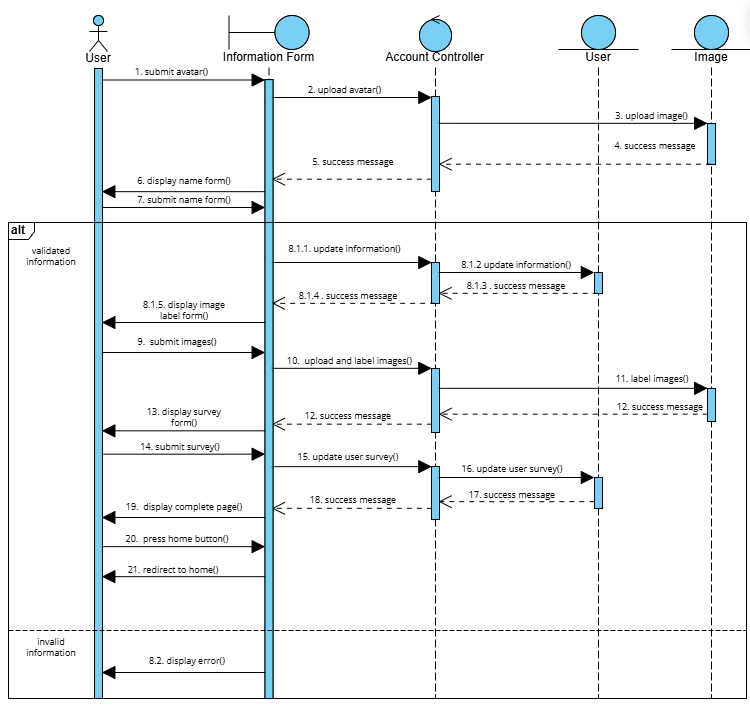 User
Information Form
Account Controller
User
Image
1. submit avatar()
2. upload avatar()
3. upload image()
4. success message
5. success message
6. display name form()
7. submit name form()
alt
validated
information
8.1.1. update information()
8.1.2 update information()
8.1.3 . success message
8.1.4 . success message
8.1.5. display image
label form()
9.  submit images()
10.  upload and label images()
11. label images()
12. success message
12. success message
13. display survey
form()
14. submit survey()
15. update user survey()
16. update user survey()
17. success message
18. success message
19.  display complete page()
20.  press home button()
21. redirect to home()
invalid
information
8.2. display error()